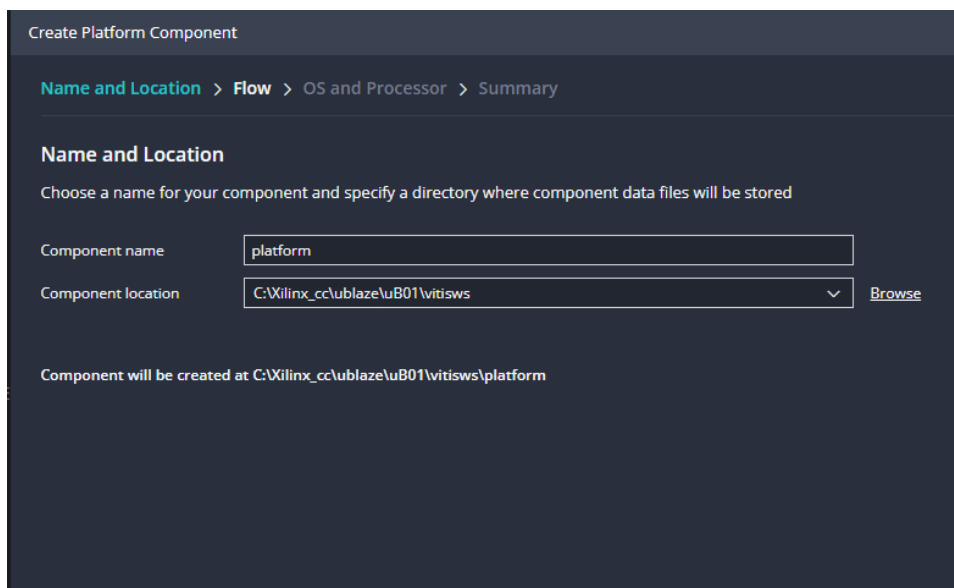 Create Platform Component
Name and Location > Flow > OS and Processor > Summary
Name and Location
Choose a name for your component and specify a directory where component data files will be stored
Component name platform
Component location C:\Xilinx_cc\ublaze\uB01\vitisws Browse
Component will be created at C:\Xilinx_cc\ublaze\uB01\vitisws\platform